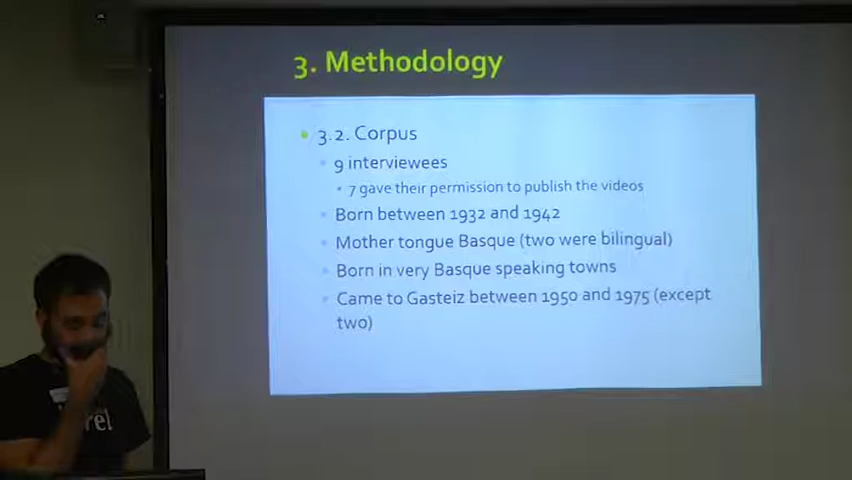 3. Methodology
3.2. Corpus
9 interviewees
7 gave their permission to publish the videos
Born between 1932 and 1942
Mother tongue Basque (two were bilingual)
Born in very Basque speaking towns
Came to Gasteiz between 1950 and 1975 (except
two)